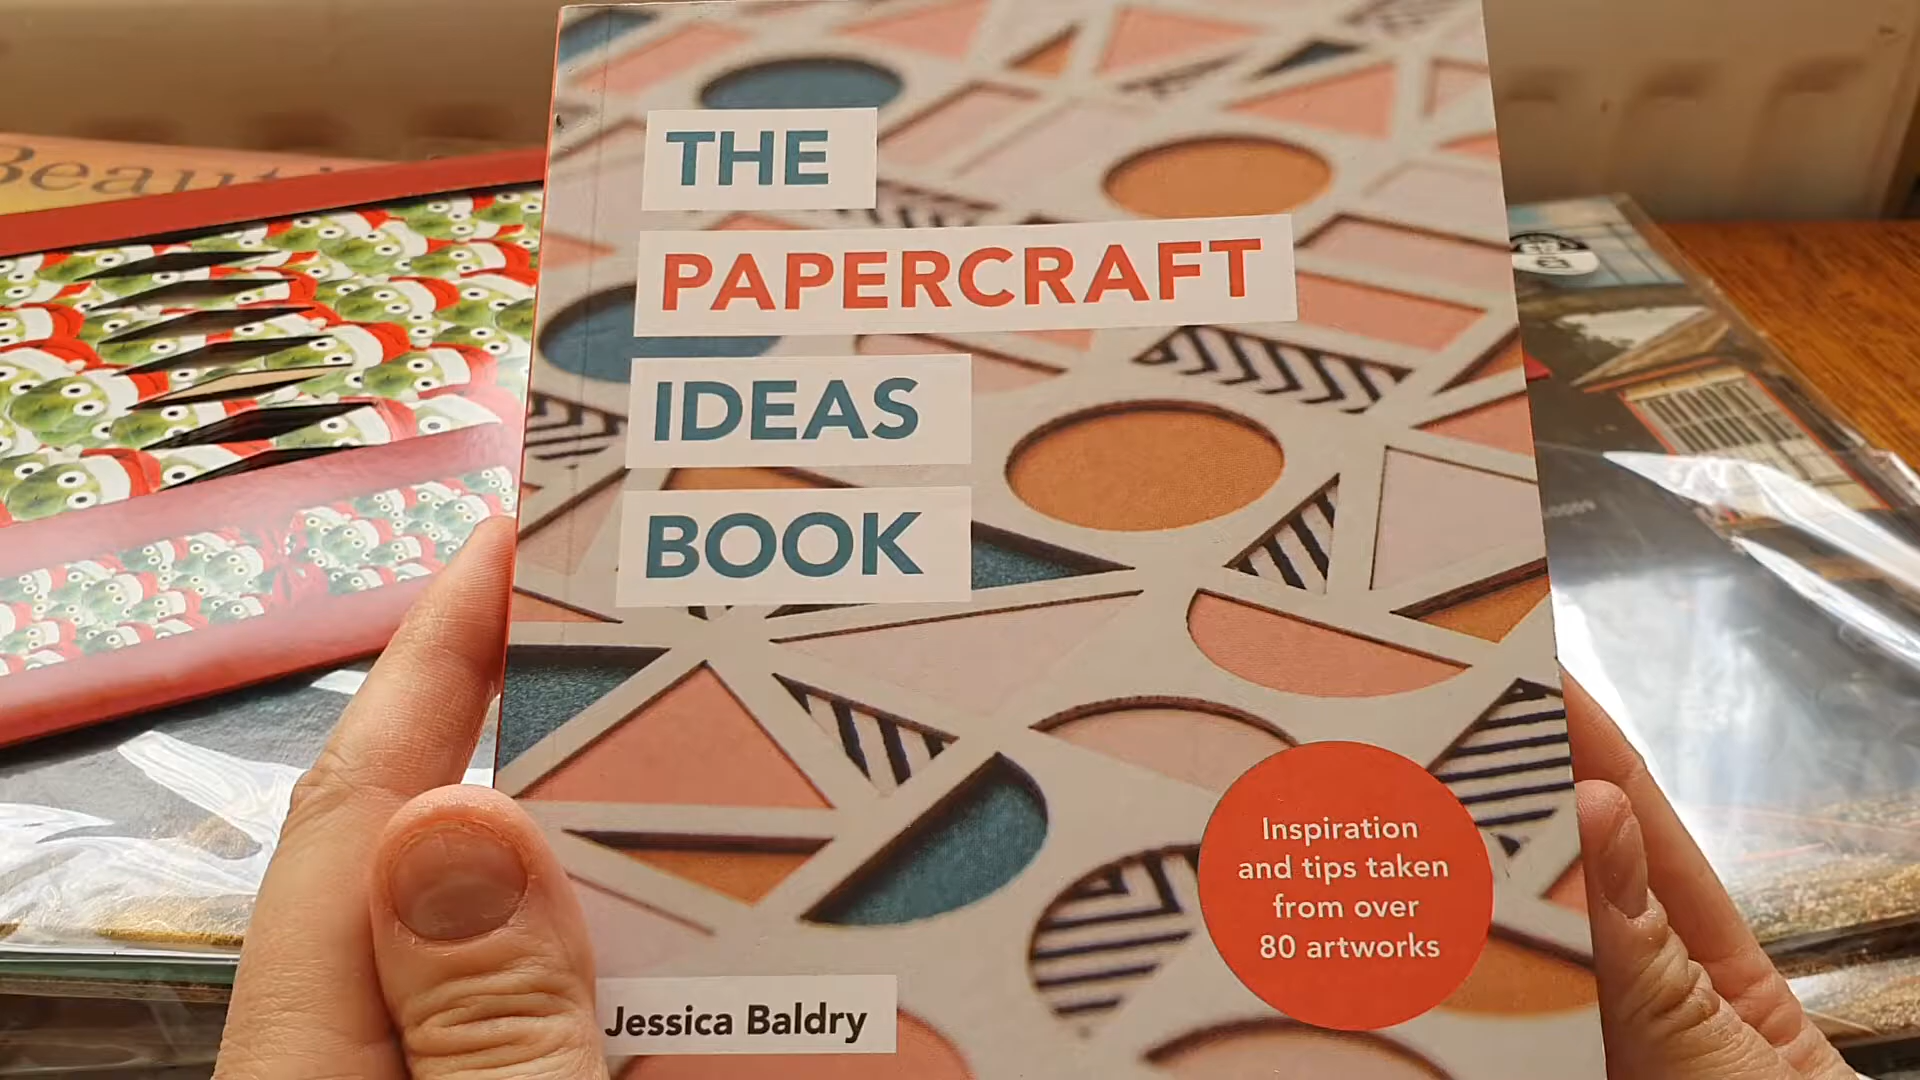 THE
PAPERCRAFT
IDEAS
BOOK
Inspiration
and tips taken
from over
80 artworks
Jessica Baldry